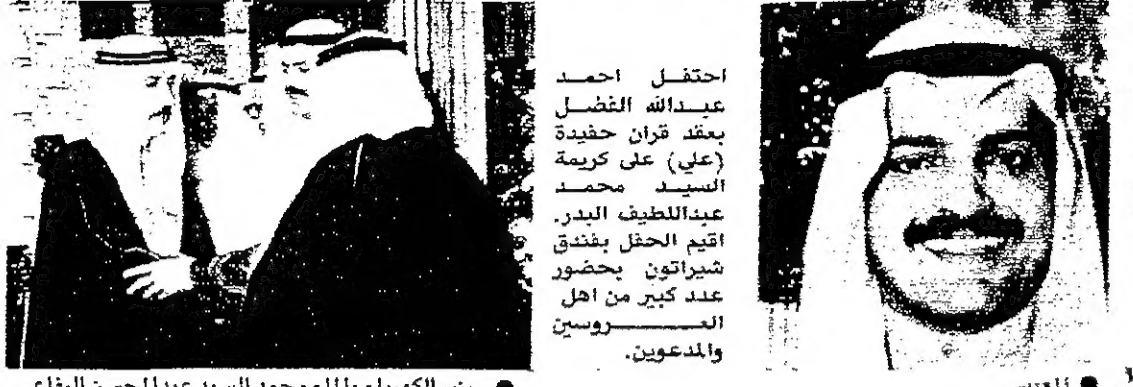 احتفل احمد
عبدالله الفضل
بعقد قران حفيدة
(علي) على كريمة
السيد محمد
عبداللطيف البدر.
اقيم الحفل بفندق
شيراتون بحضور
عدد كبير من اهل
العـــــــروسين
والمدعوين.